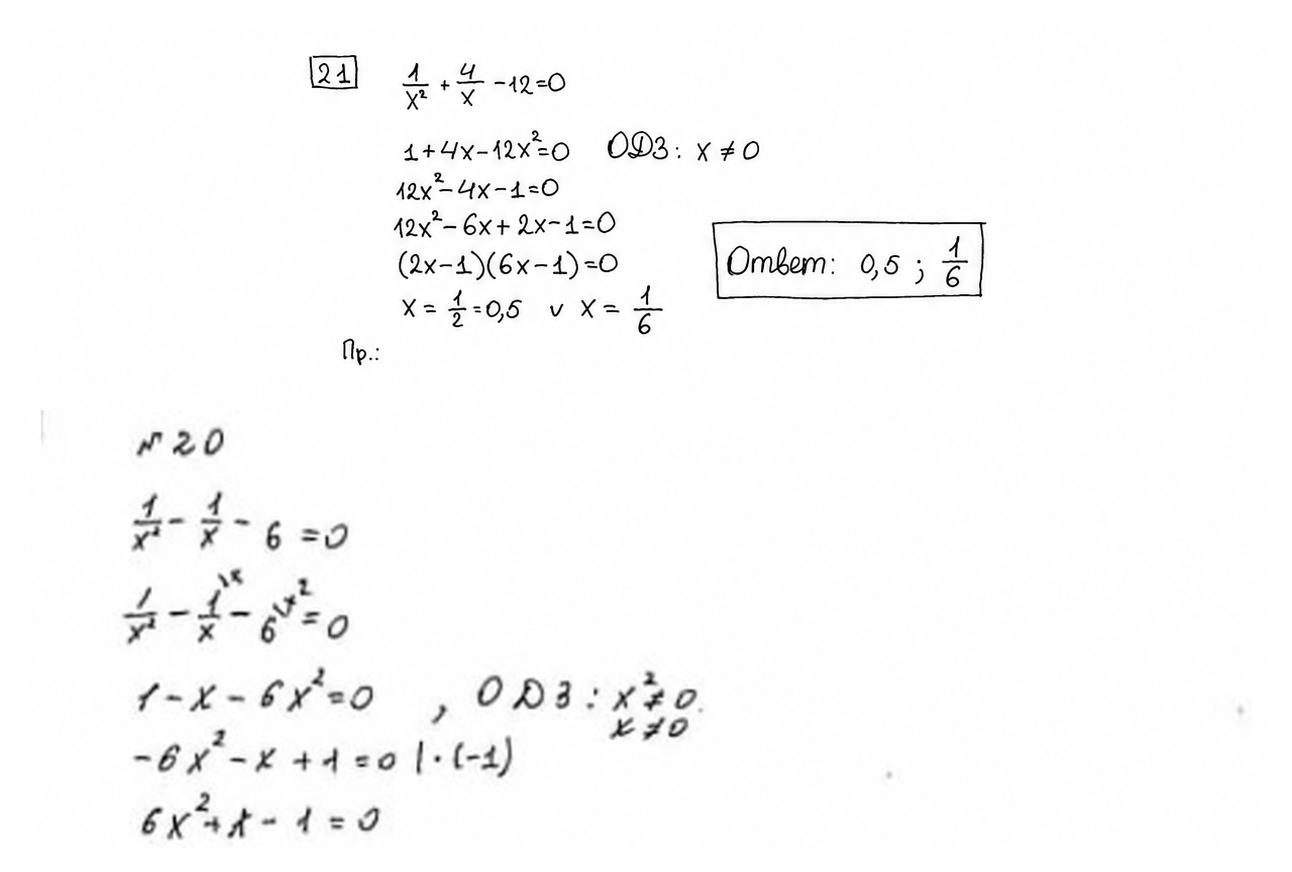 21 1/x² + 4/x - 12=0
1+4x-12x²=0 ОДЗ: x ≠ 0
12x²-4x-1=0
12x²-6x+2x-1=0
(2x-1)(6x-1)=0
x = 1/2 =0,5 v x = 1/6
Ответ: 0,5 ; 1/6
Пр.:
№20
1/x² - 1/x - 6 =0
1/x² - 1/x \x - 6 \x² = 0
1-x-6x²=0 , ОДЗ: x²≠0.
x≠0
-6x²-x+1=0 |·(-1)
6x²+x-1=0